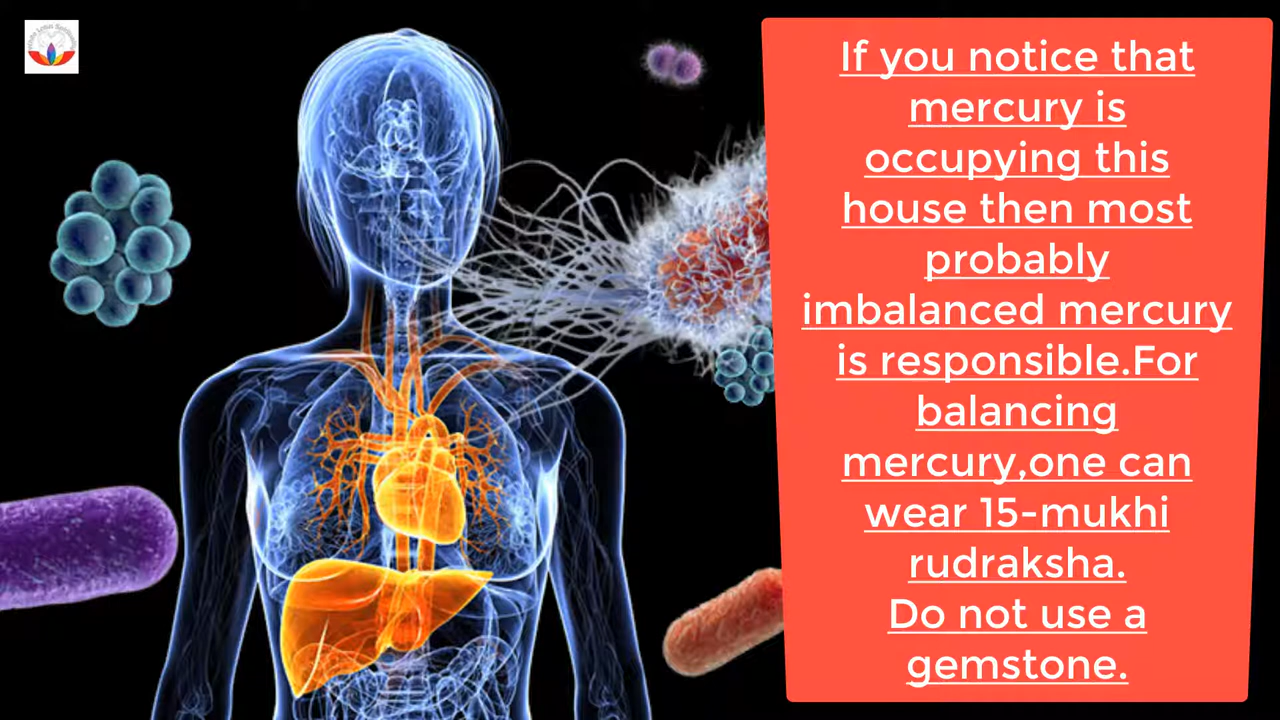 If you notice that
mercury is
occupying this
house then most
probably
imbalanced mercury
is responsible.For
balancing
mercury,one can
wear 15-mukhi
rudraksha.
Do not use a
gemstone.